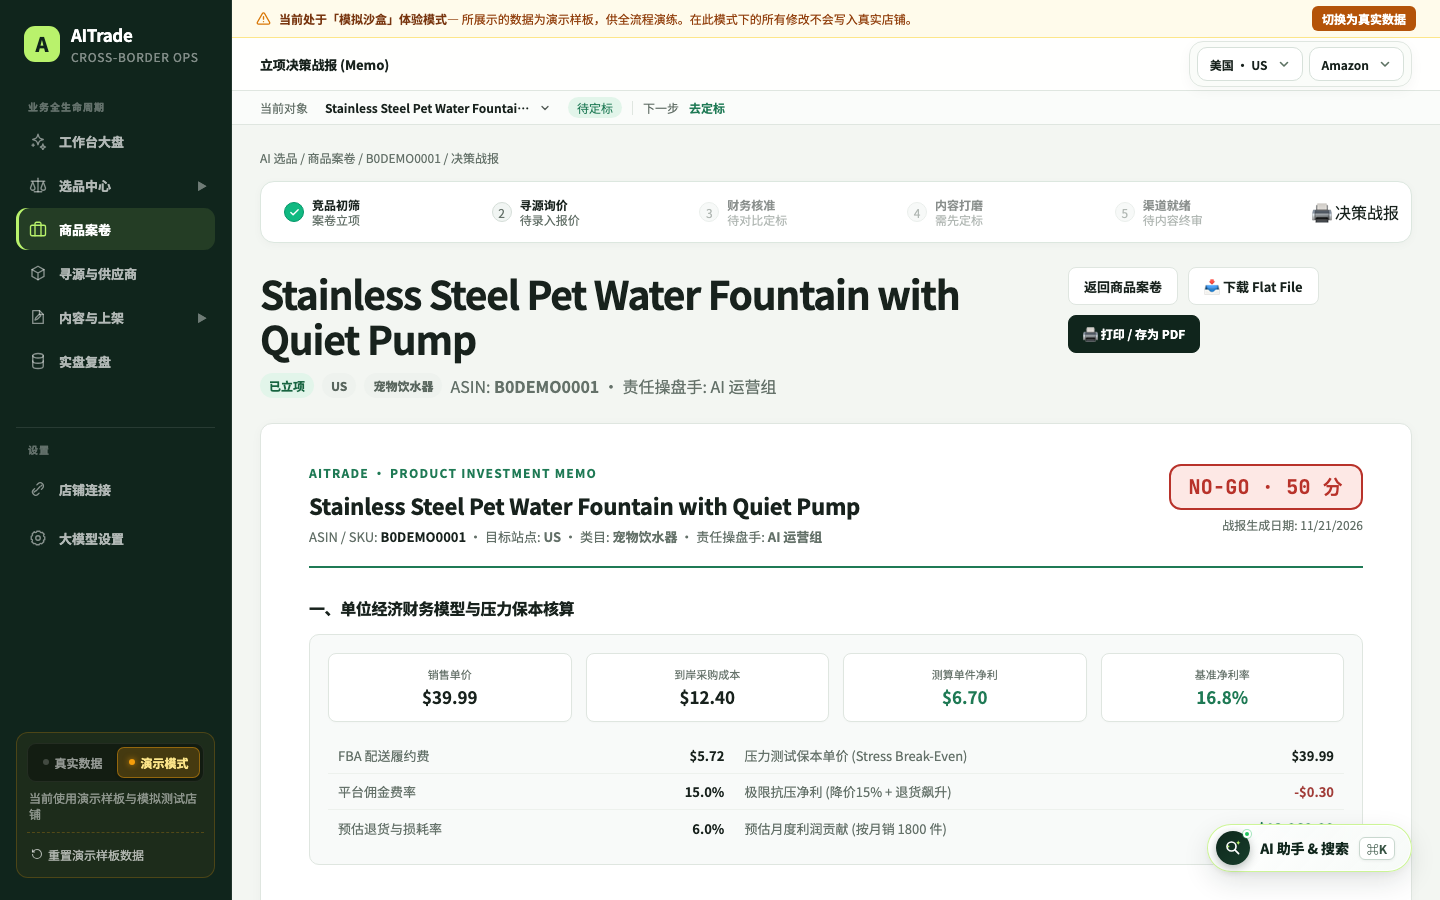 A
AITrade
CROSS-BORDER OPS
业务全生命周期
工作台大盘
选品中心
商品案卷
寻源与供应商
内容与上架
实盘复盘
设置
店铺连接
大模型设置
真实数据
演示模式
当前使用演示样板与模拟测试店铺
重置演示样板数据
当前处于「模拟沙盒」体验模式— 所展示的数据为演示样板，供全流程演练。在此模式下的所有修改不会写入真实店铺。
切换为真实数据
立项决策战报 (Memo)
美国 · US
Amazon
当前对象 Stainless Steel Pet Water Fountai··· 待定标 下一步 去定标
AI 选品 / 商品案卷 / B0DEMO0001 / 决策战报
竞品初筛
案卷立项
2 寻源询价
待录入报价
3 财务核准
待对比定标
4 内容打磨
需先定标
5 渠道就绪
待内容终审
决策战报
Stainless Steel Pet Water Fountain with
Quiet Pump
返回商品案卷
下载 Flat File
打印 / 存为 PDF
已立项 US 宠物饮水器 ASIN: B0DEMO0001 · 责任操盘手: AI 运营组
AITRADE · PRODUCT INVESTMENT MEMO
Stainless Steel Pet Water Fountain with Quiet Pump
ASIN / SKU: B0DEMO0001 · 目标站点: US · 类目: 宠物饮水器 · 责任操盘手: AI 运营组
NO-GO · 50 分
战报生成日期: 11/21/2026
一、单位经济财务模型与压力保本核算
销售单价
$39.99
到岸采购成本
$12.40
测算单件净利
$6.70
基准净利率
16.8%
FBA 配送履约费 $5.72 压力测试保本单价 (Stress Break-Even) $39.99
平台佣金费率 15.0% 极限抗压净利 (降价15% + 退货飙升) -$0.30
预估退货与损耗率 6.0% 预估月度利润贡献 (按月销 1800 件)
AI 助手 & 搜索 ⌘K